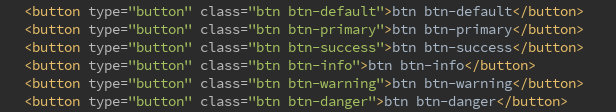 <button type="button" class="btn btn-default">btn btn-default</button>
<button type="button" class="btn btn-primary">btn btn-primary</button>
<button type="button" class="btn btn-success">btn btn-success</button>
<button type="button" class="btn btn-info">btn btn-info</button>
<button type="button" class="btn btn-warning">btn btn-warning</button>
<button type="button" class="btn btn-danger">btn btn-danger</button>